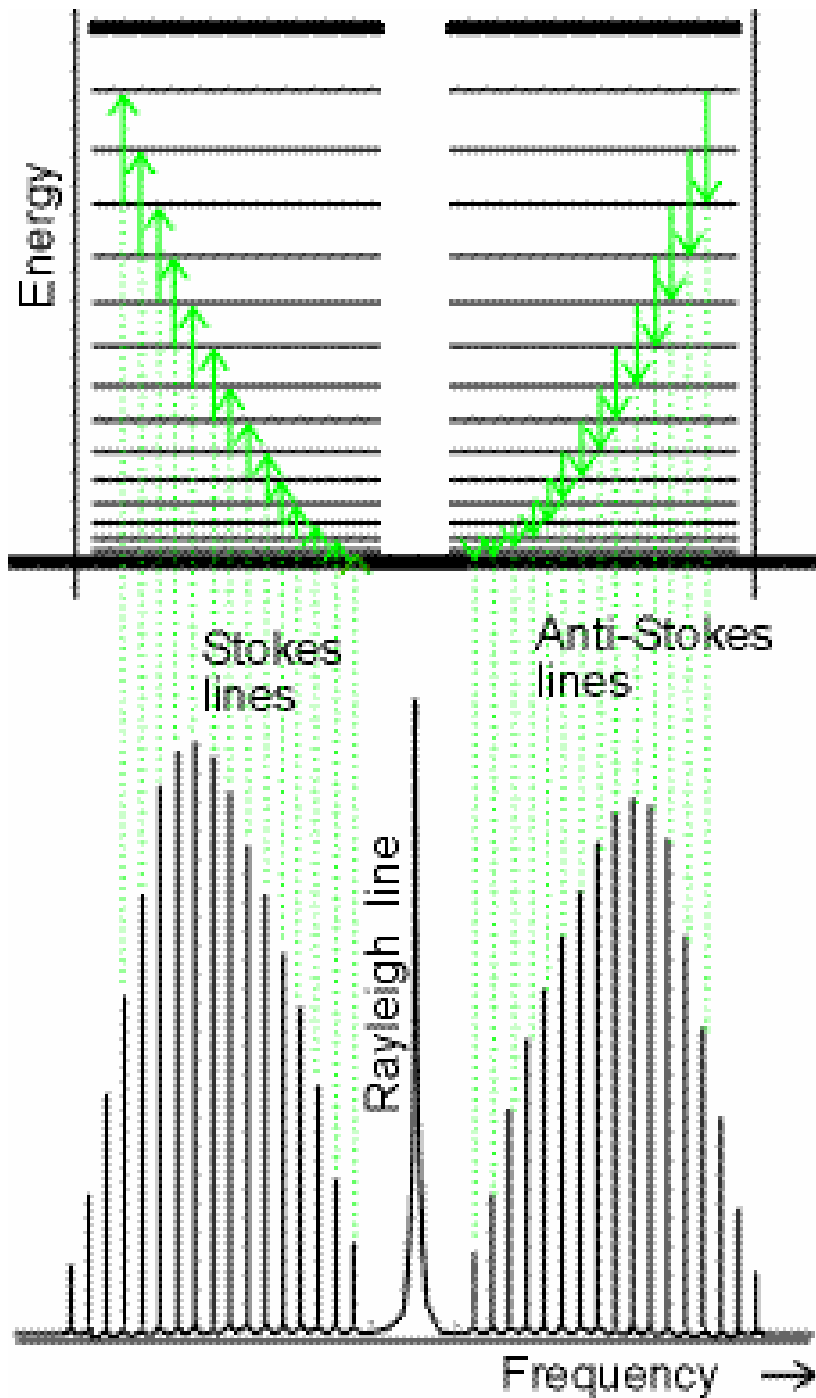 Energy
Stokes
lines
Anti-Stokes
lines
Rayleigh line
Frequency →